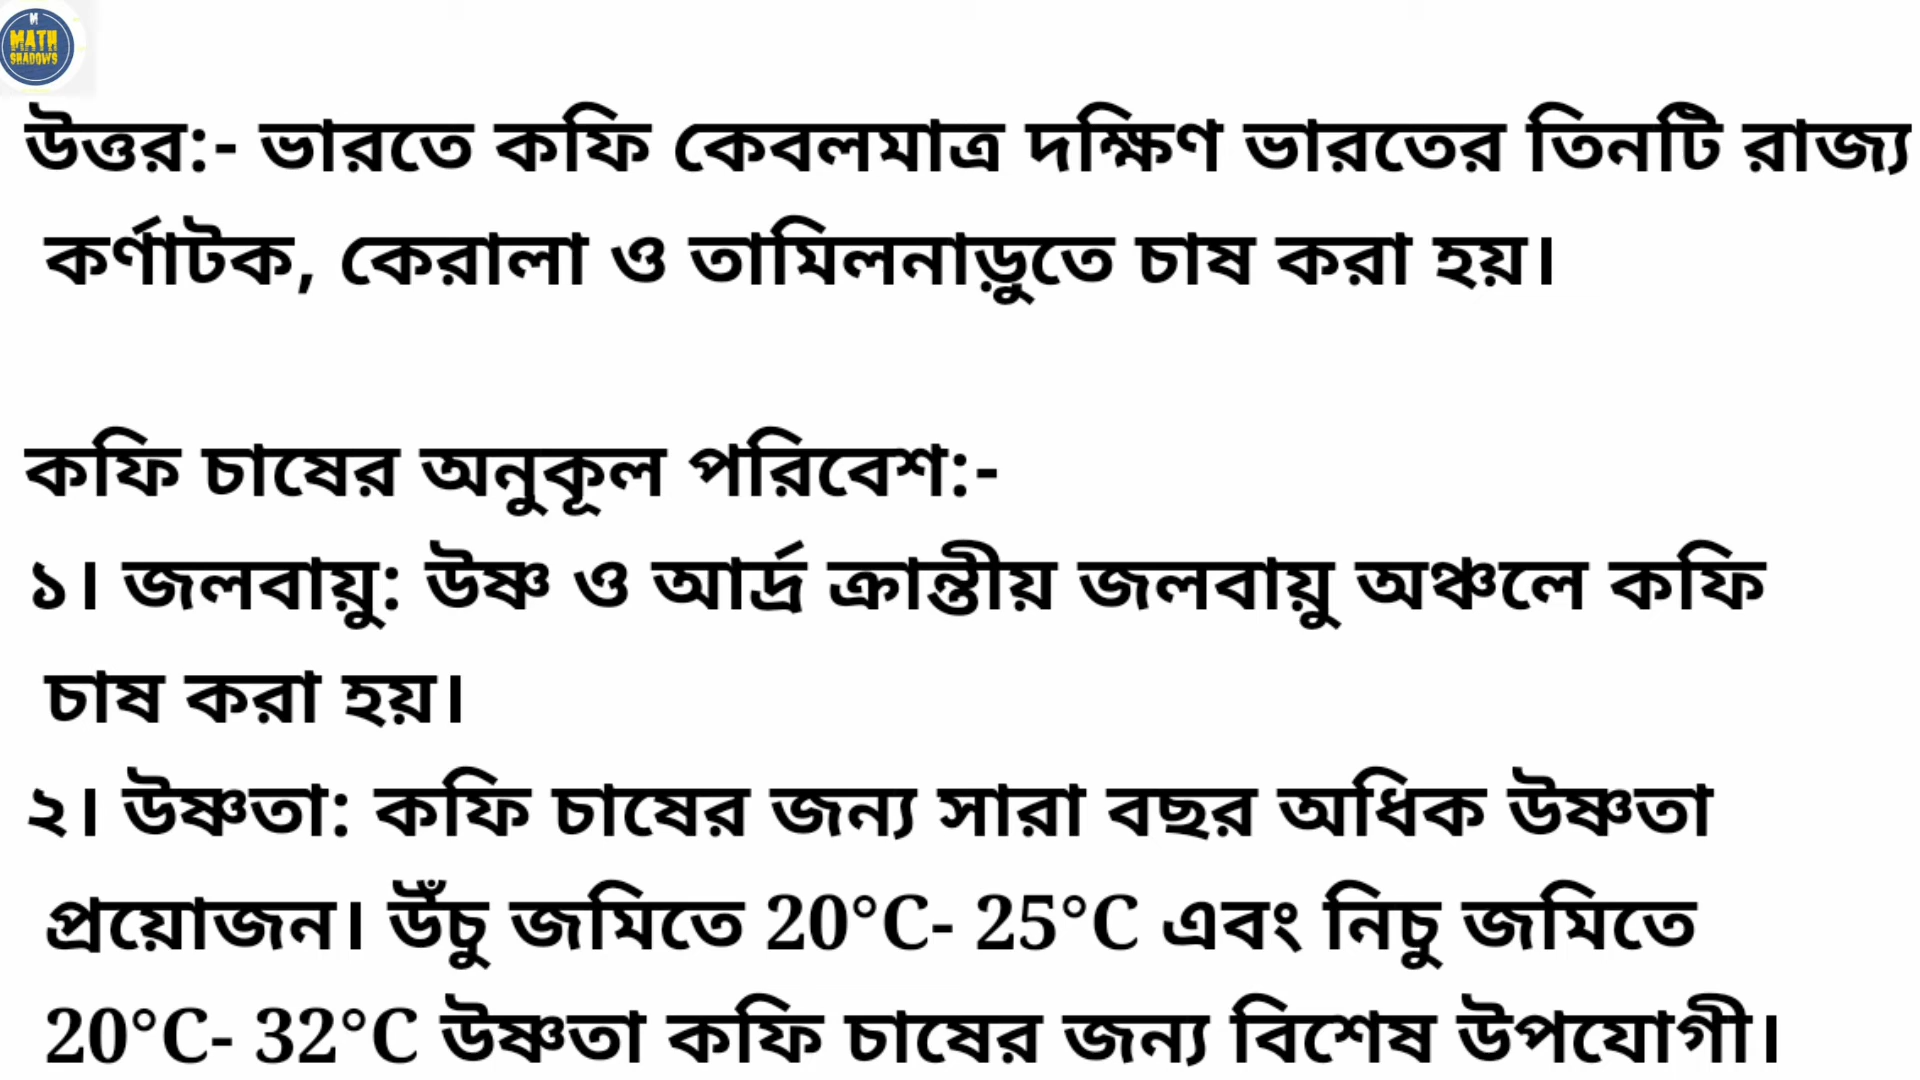 M
MATH
SHADOWS
উত্তর:- ভারতে কফি কেবলমাত্র দক্ষিণ ভারতের তিনটি রাজ্য
কর্ণাটক, কেরালা ও তামিলনাড়ুতে চাষ করা হয়।
কফি চাষের অনুকূল পরিবেশ:-
১। জলবায়ু: উষ্ণ ও আর্দ্র ক্রান্তীয় জলবায়ু অঞ্চলে কফি
চাষ করা হয়।
২। উষ্ণতা: কফি চাষের জন্য সারা বছর অধিক উষ্ণতা
প্রয়োজন। উঁচু জমিতে 20°C- 25°C এবং নিচু জমিতে
20°C- 32°C উষ্ণতা কফি চাষের জন্য বিশেষ উপযোগী।